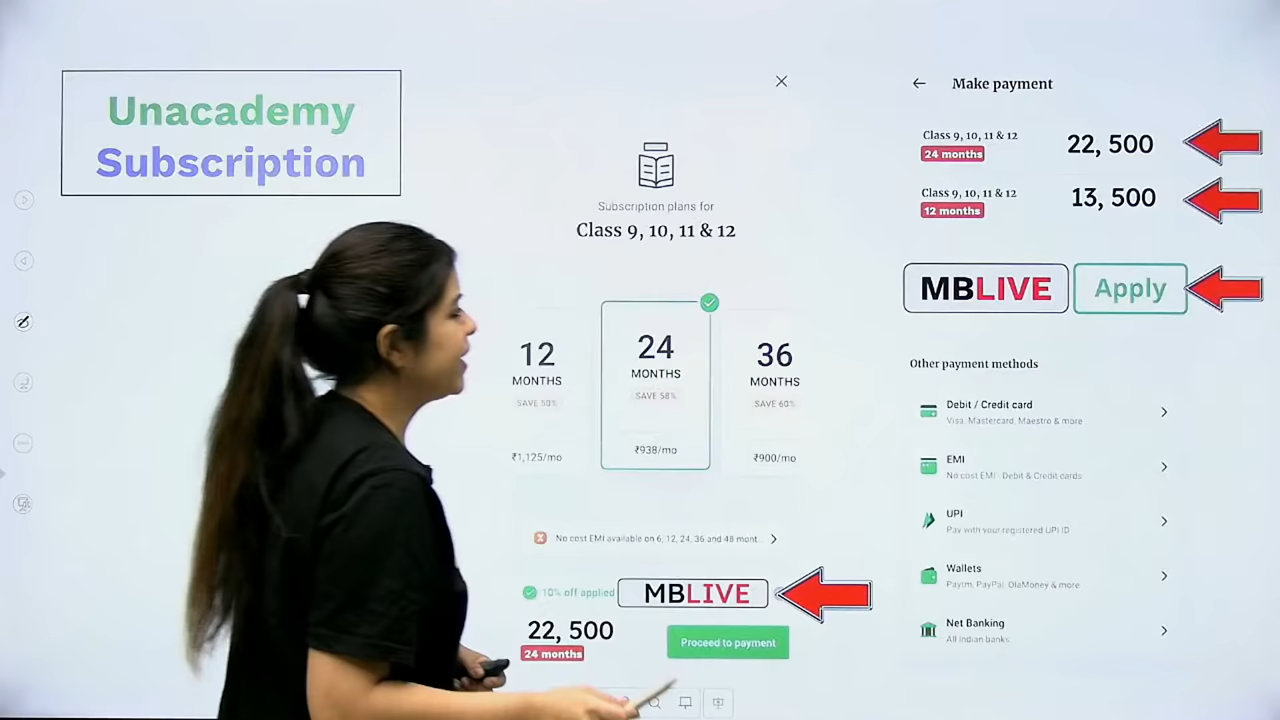 Unacademy
Subscription
Subscription plans for
Class 9, 10, 11 & 12
12
MONTHS
SAVE 50%
₹1,125/mo
24
MONTHS
SAVE 58%
₹938/mo
36
MONTHS
SAVE 60%
₹900/mo
No cost EMI available on 6, 12, 24, 36 and 48 mont..
10% off applied
MBLIVE
22, 500
24 months
Proceed to payment
Make payment
Class 9, 10, 11 & 12
24 months
22, 500
Class 9, 10, 11 & 12
12 months
13, 500
MBLIVE
Apply
Other payment methods
Debit / Credit card
Visa, Mastercard, Maestro & more
EMI
No cost EMI - Debit & Credit cards
UPI
Pay with your registered UPI ID
Wallets
Paytm, PayPal, OlaMoney & more
Net Banking
All Indian banks